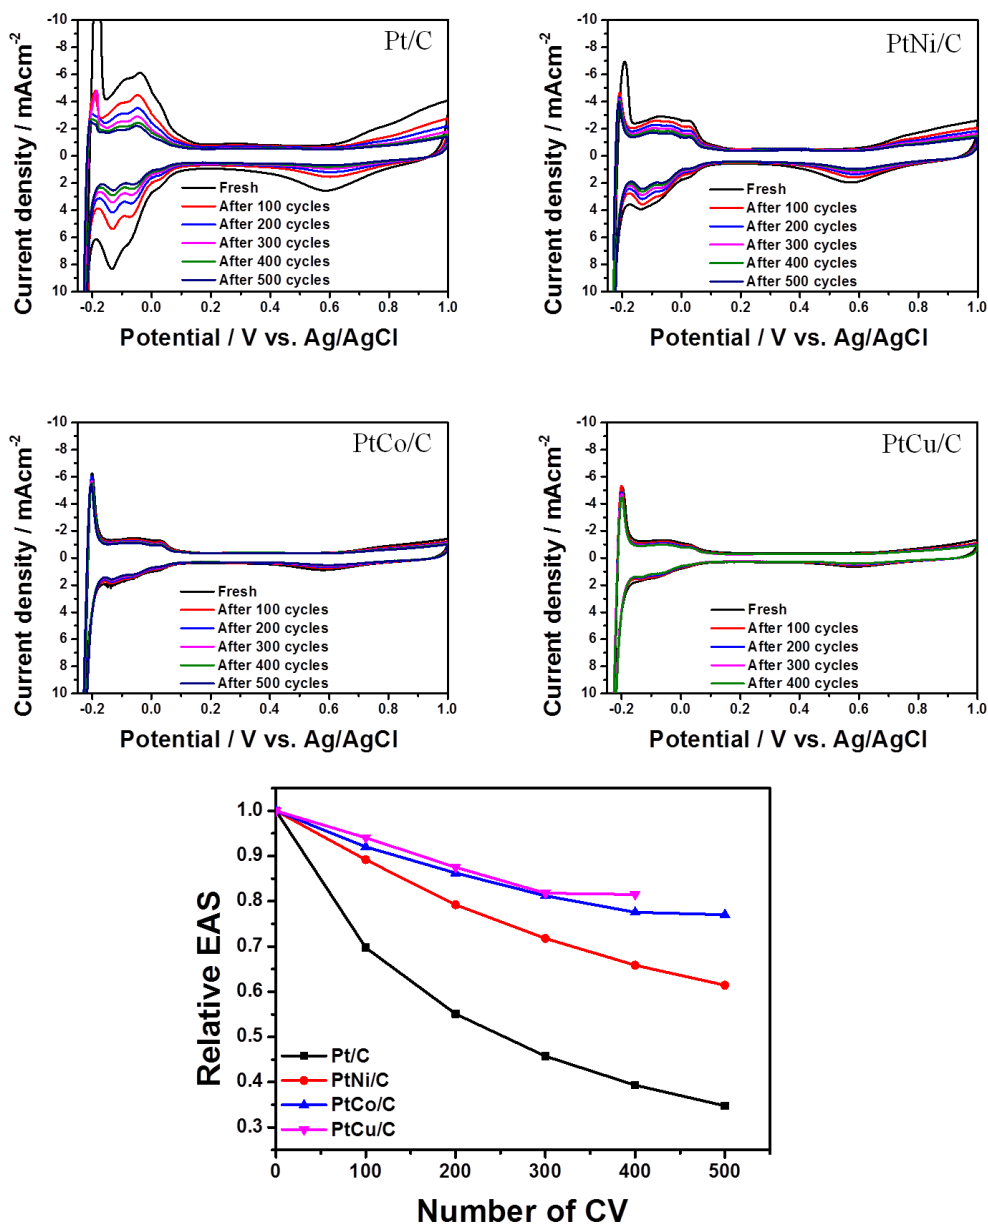 Pt/C
Current density / mAcm-2
-10
-8
-6
-4
-2
0
2
4
6
8
10
Fresh
After 100 cycles
After 200 cycles
After 300 cycles
After 400 cycles
After 500 cycles
-0.2 0.0 0.2 0.4 0.6 0.8 1.0
Potential / V vs. Ag/AgCl
PtNi/C
Current density / mAcm-2
-10
-8
-6
-4
-2
0
2
4
6
8
10
Fresh
After 100 cycles
After 200 cycles
After 300 cycles
After 400 cycles
After 500 cycles
-0.2 0.0 0.2 0.4 0.6 0.8 1.0
Potential / V vs. Ag/AgCl
PtCo/C
Current density / mAcm-2
-10
-8
-6
-4
-2
0
2
4
6
8
10
Fresh
After 100 cycles
After 200 cycles
After 300 cycles
After 400 cycles
After 500 cycles
-0.2 0.0 0.2 0.4 0.6 0.8 1.0
Potential / V vs. Ag/AgCl
PtCu/C
Current density / mAcm-2
-10
-8
-6
-4
-2
0
2
4
6
8
10
Fresh
After 100 cycles
After 200 cycles
After 300 cycles
After 400 cycles
-0.2 0.0 0.2 0.4 0.6 0.8 1.0
Potential / V vs. Ag/AgCl
Relative EAS
1.0
0.9
0.8
0.7
0.6
0.5
0.4
0.3
Pt/C
PtNi/C
PtCo/C
PtCu/C
0 100 200 300 400 500
Number of CV